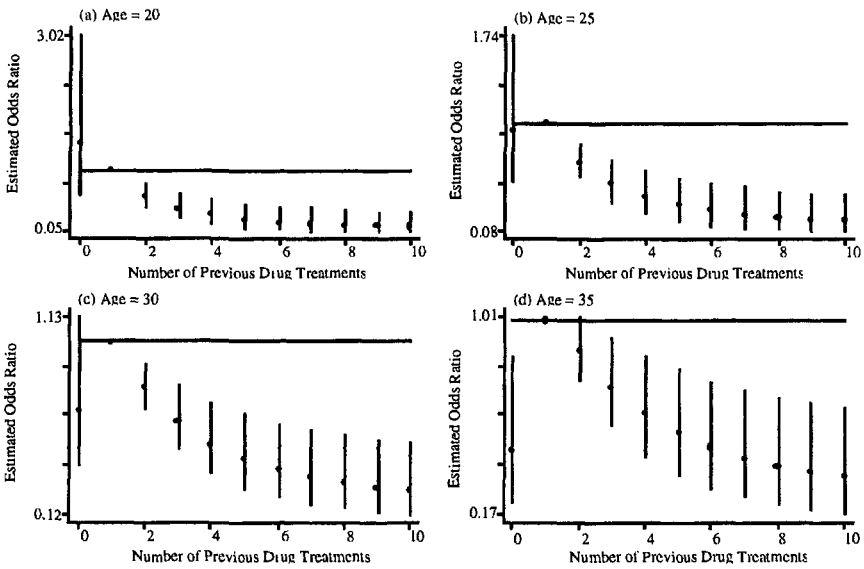 (a) Age = 20
3.02
Estimated Odds Ratio
0.05
0 2 4 6 8 10
Number of Previous Drug Treatments
(b) Age = 25
1.74
Estimated Odds Ratio
0.08
0 2 4 6 8 10
Number of Previous Drug Treatments
(c) Age = 30
1.13
Estimated Odds Ratio
0.12
0 2 4 6 8 10
Number of Previous Drug Treatments
(d) Age = 35
1.01
Estimated Odds Ratio
0.17
0 2 4 6 8 10
Number of Previous Drug Treatments